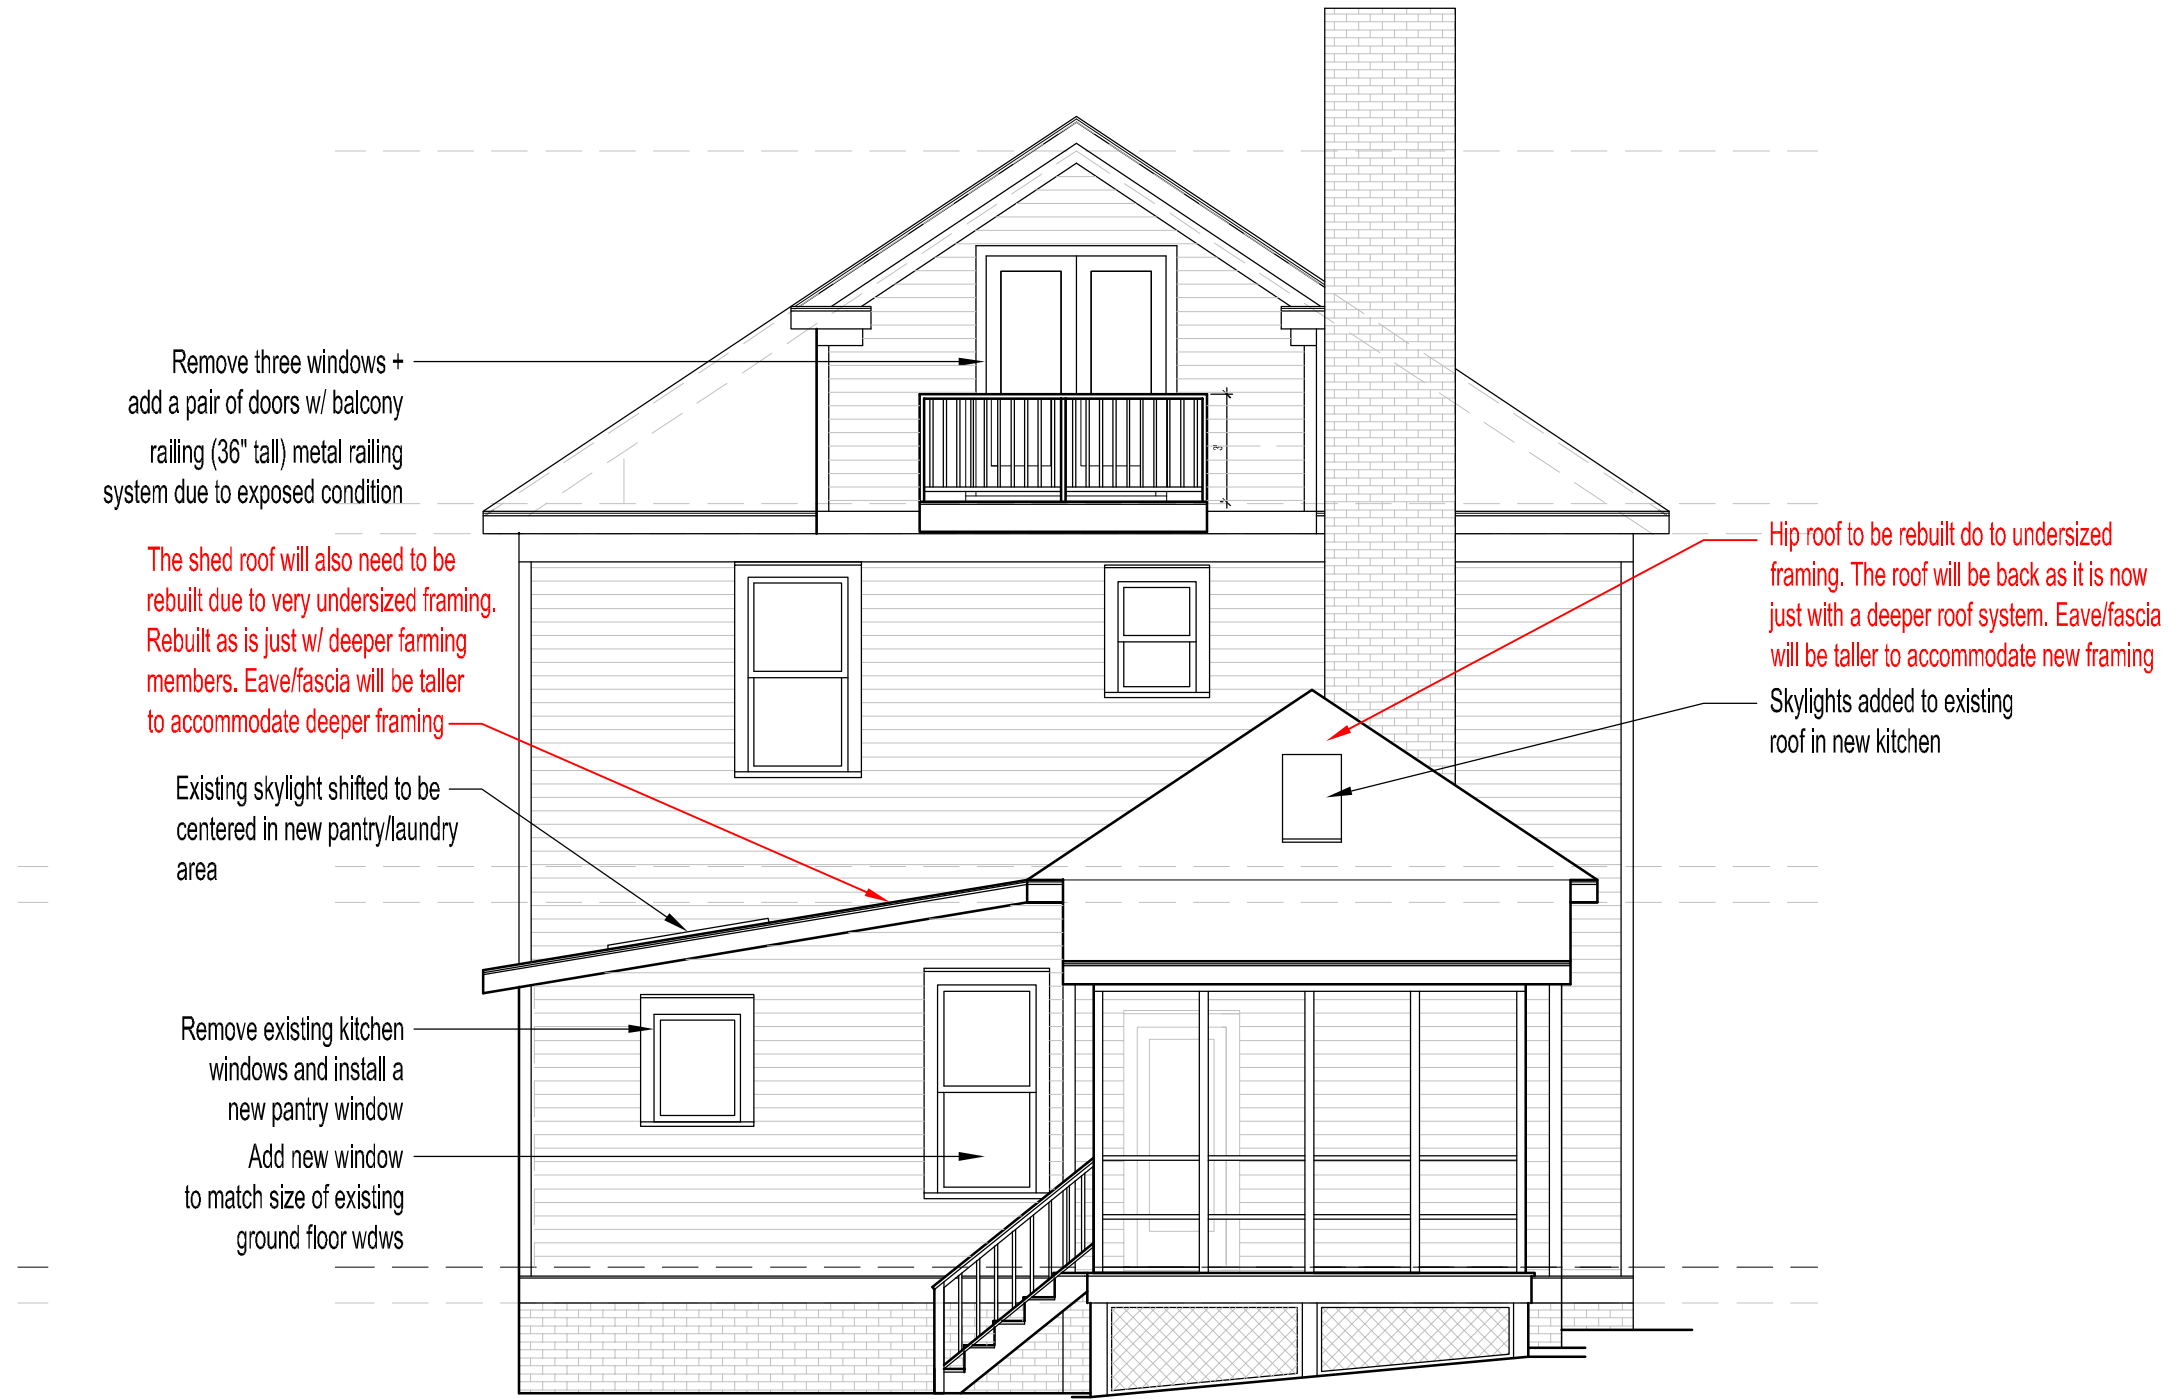 Remove three windows +
add a pair of doors w/ balcony
railing (36" tall) metal railing
system due to exposed condition
The shed roof will also need to be
rebuilt due to very undersized framing.
Rebuilt as is just w/ deeper farming
members. Eave/fascia will be taller
to accommodate deeper framing
Existing skylight shifted to be
centered in new pantry/laundry
area
Remove existing kitchen
windows and install a
new pantry window
Add new window
to match size of existing
ground floor wdws
3'
Hip roof to be rebuilt do to undersized
framing. The roof will be back as it is now
just with a deeper roof system. Eave/fascia
will be taller to accommodate new framing
Skylights added to existing
roof in new kitchen